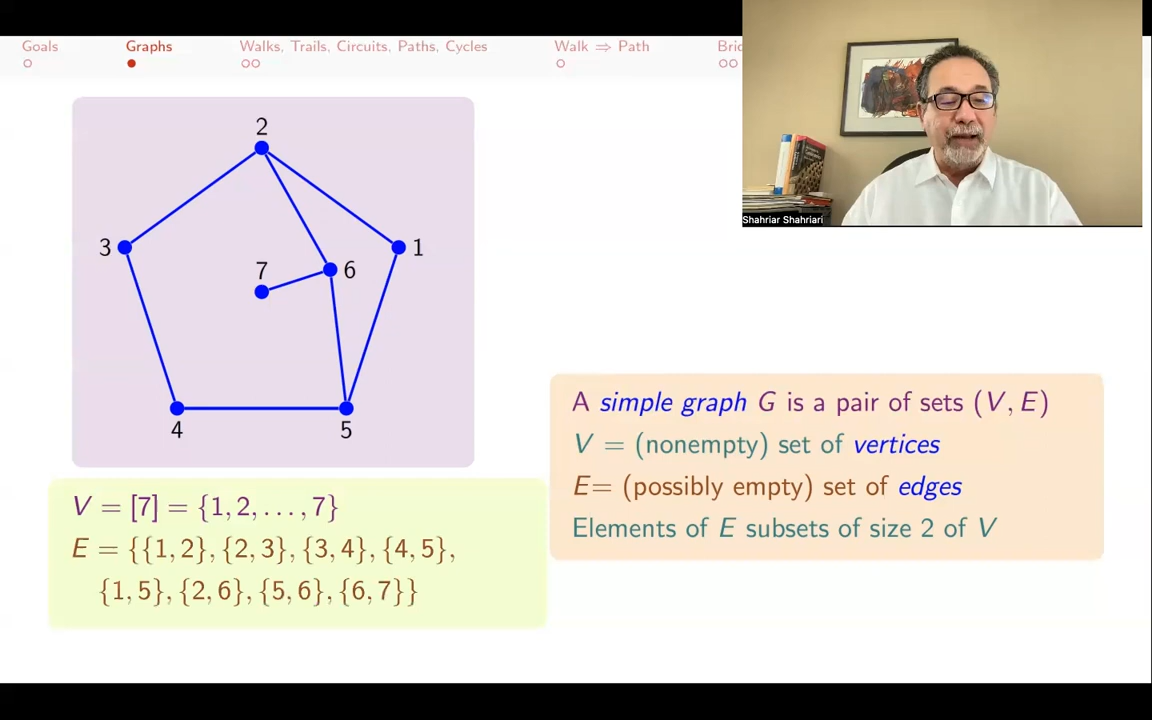 Goals
Graphs
Walks, Trails, Circuits, Paths, Cycles
Walk ⇒ Path
2
3
1
7
6
4
5
V = [7] = {1, 2, . . . , 7}
E = {{1, 2}, {2, 3}, {3, 4}, {4, 5},
{1, 5}, {2, 6}, {5, 6}, {6, 7}}
A simple graph G is a pair of sets (V, E)
V = (nonempty) set of vertices
E= (possibly empty) set of edges
Elements of E subsets of size 2 of V
Shahriar Shahriari